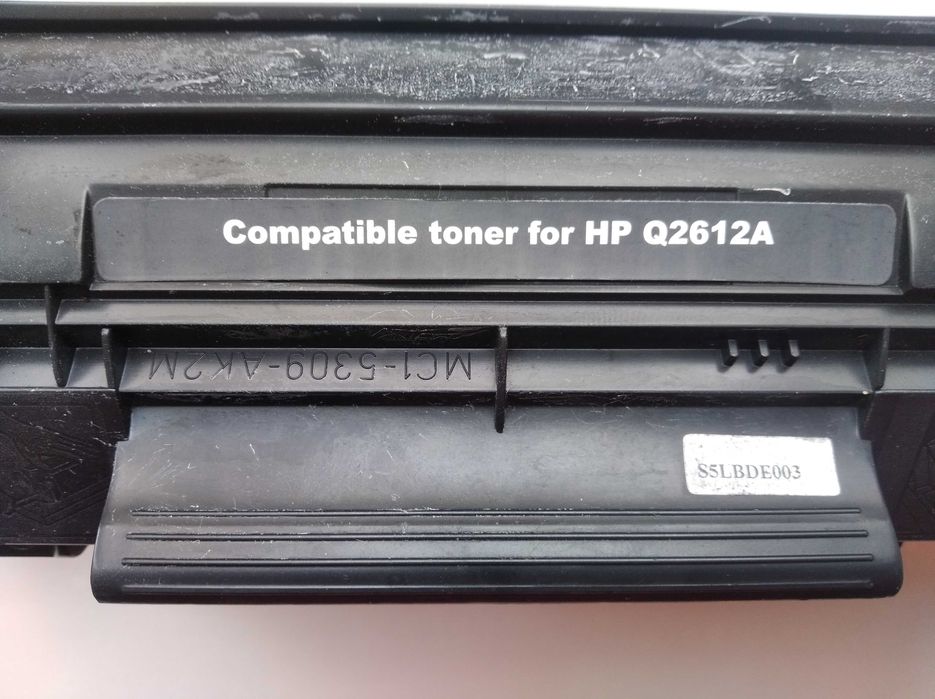 Compatible toner for HP Q2612A
MC1-5309-AK2M
S5LBDE003